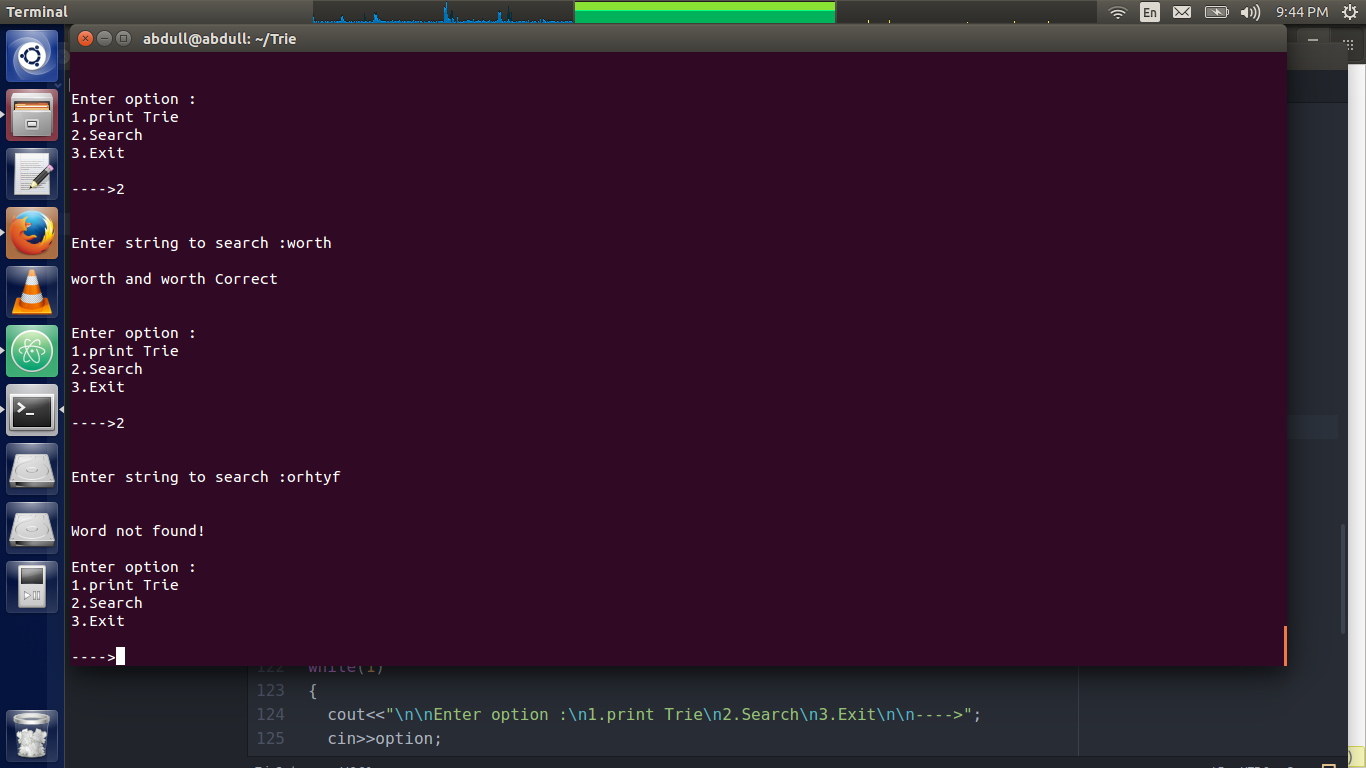 Terminal
En
9:44 PM
abdull@abdull: ~/Trie
Enter option :
1.print Trie
2.Search
3.Exit
---->2
Enter string to search :worth
worth and worth Correct
Enter option :
1.print Trie
2.Search
3.Exit
---->2
Enter string to search :orhtyf
Word not found!
Enter option :
1.print Trie
2.Search
3.Exit
---->
122 while(1)
123 {
124 cout<<"\n\nEnter option :\n1.print Trie\n2.Search\n3.Exit\n\n---->";
125 cin>>option;